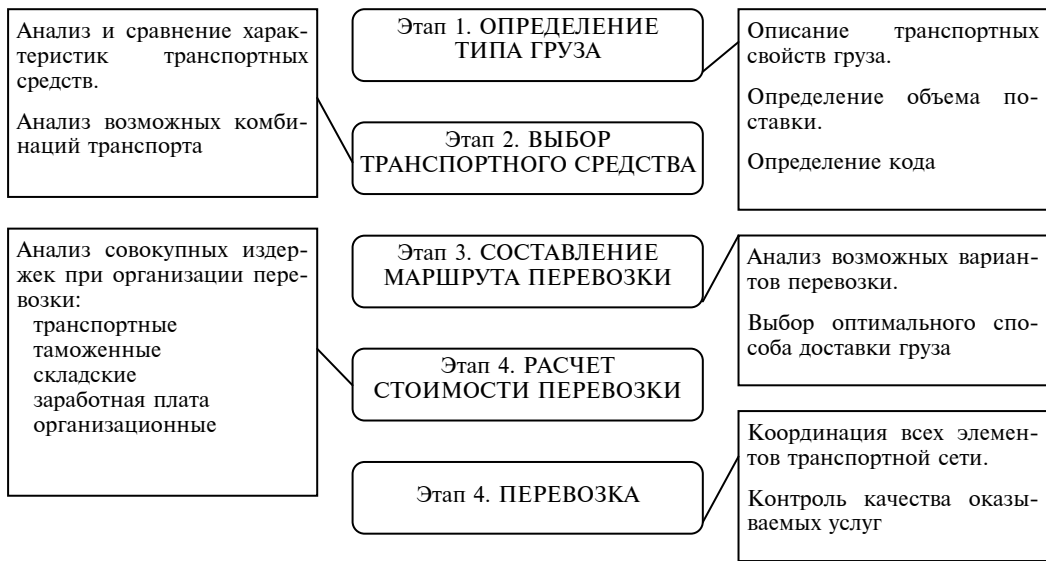 Этап 1. ОПРЕДЕЛЕНИЕ
ТИПА ГРУЗА
Описание транспортных
свойств груза.
Определение объема по-
ставки.
Определение кода
Анализ и сравнение харак-
теристик транспортных
средств.
Анализ возможных комби-
наций транспорта
Этап 2. ВЫБОР
ТРАНСПОРТНОГО СРЕДСТВА
Этап 3. СОСТАВЛЕНИЕ
МАРШРУТА ПЕРЕВОЗКИ
Анализ возможных вариан-
тов перевозки.
Выбор оптимального спо-
соба доставки груза
Анализ совокупных издер-
жек при организации пере-
возки:
транспортные
таможенные
складские
заработная плата
организационные
Этап 4. РАСЧЕТ
СТОИМОСТИ ПЕРЕВОЗКИ
Этап 4. ПЕРЕВОЗКА
Координация всех элемен-
тов транспортной сети.
Контроль качества оказы-
ваемых услуг